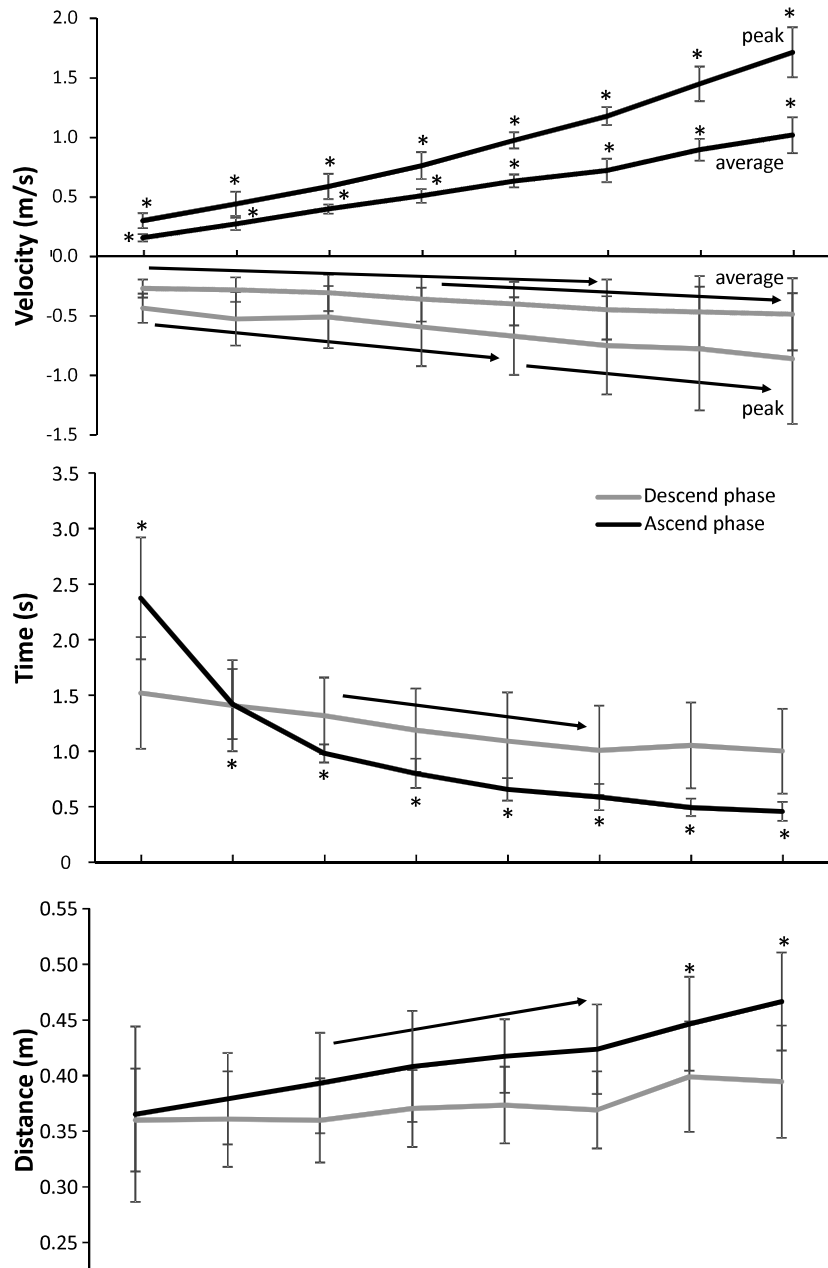 2.0
peak
1.5
1.0
average
0.5
0.0
average
-0.5
-1.0
peak
-1.5
Velocity (m/s)
* * * * * * * *
* * * * * * * *
3.5
Descend phase
3.0
Ascend phase
2.5
2.0
1.5
1.0
0.5
0
Time (s)
* * * * * * * *
0.55
0.50
0.45
0.40
0.35
0.30
0.25
Distance (m)
* *